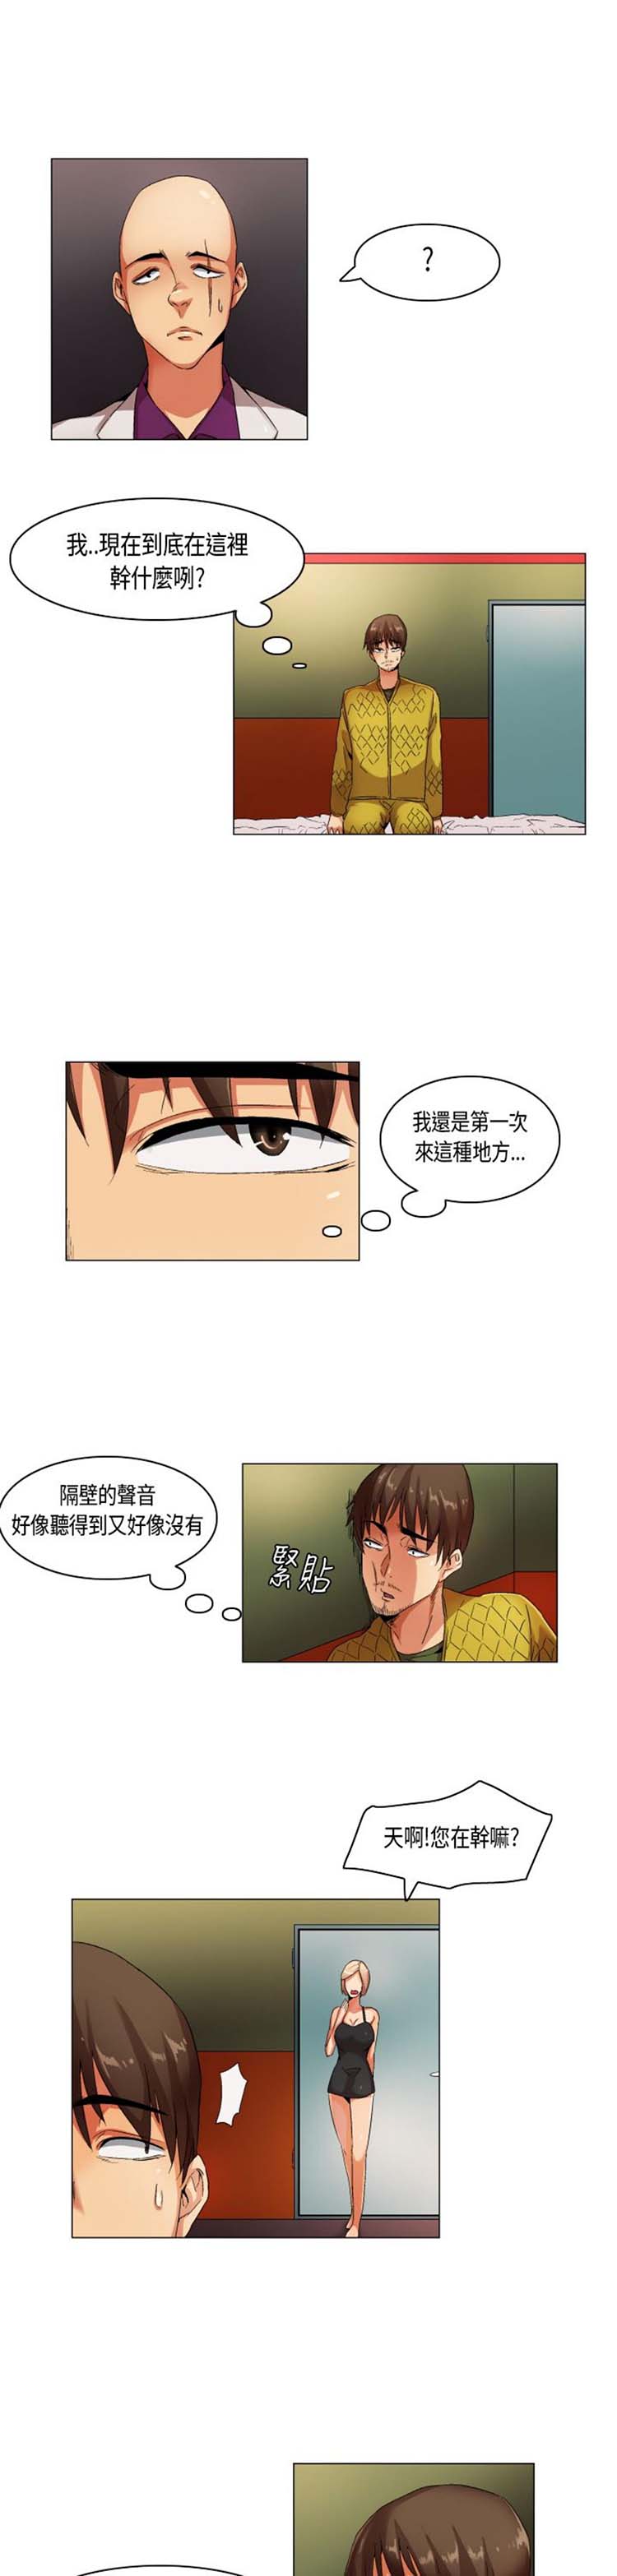 ?
我..現在到底在這裡
幹什麼咧?
我還是第一次
來這種地方...
隔壁的聲音
好像聽得到又好像沒有
緊貼
天啊!您在幹嘛?